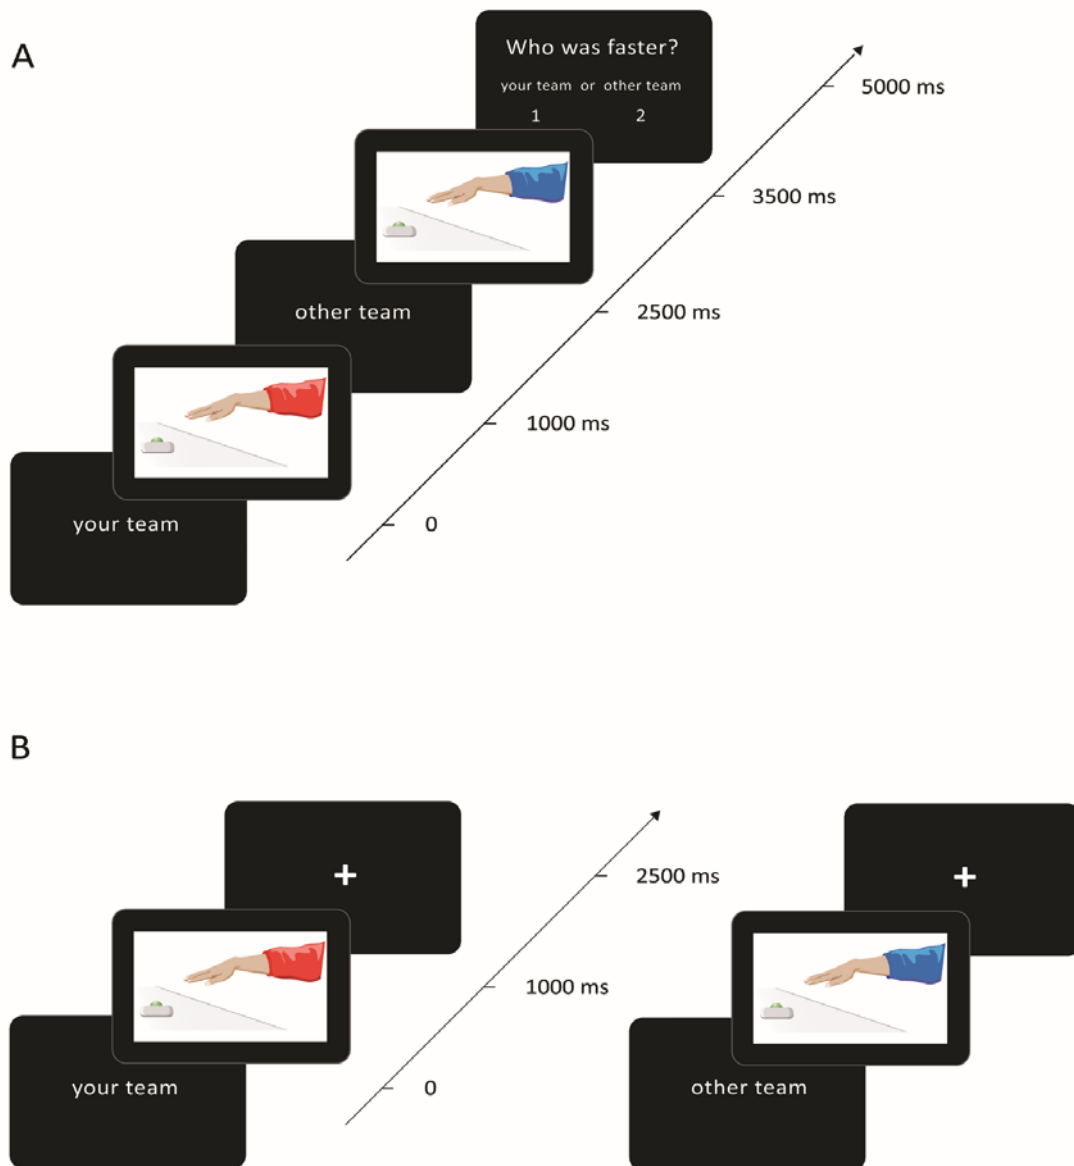 A
Who was faster?
your team or other team
1 2
5000 ms
3500 ms
other team
2500 ms
1000 ms
your team
0
B
+
+
2500 ms
1000 ms
your team
0
other team